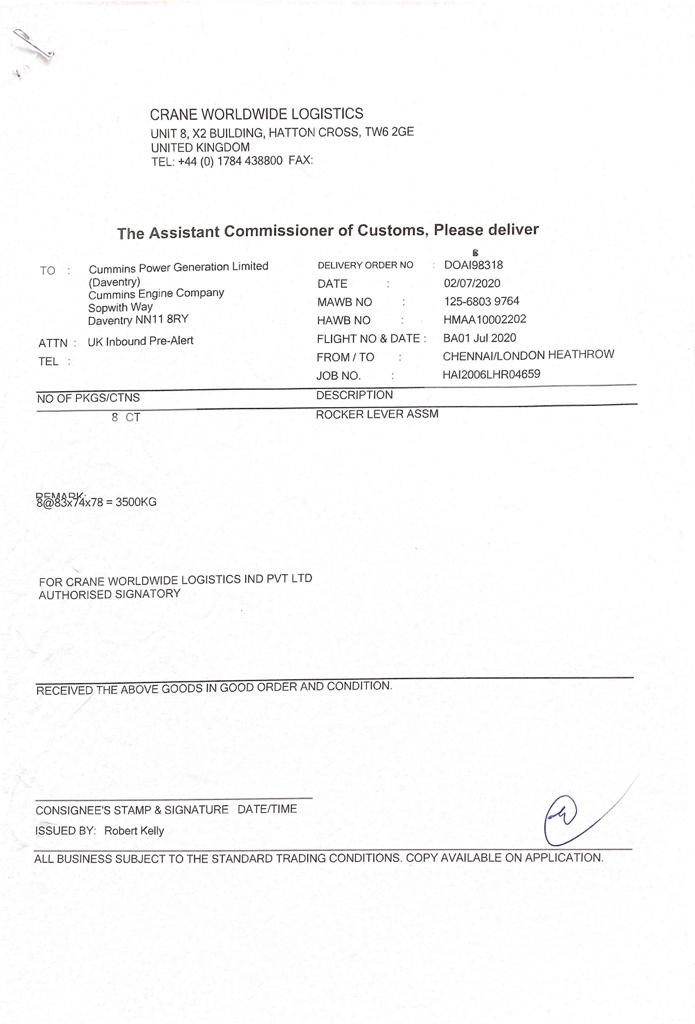 CRANE WORLDWIDE LOGISTICS
UNIT 8, X2 BUILDING, HATTON CROSS, TW6 2GE
UNITED KINGDOM
TEL: +44 (0) 1784 438800 FAX:
The Assistant Commissioner of Customs, Please deliver
TO : Cummins Power Generation Limited
(Daventry)
Cummins Engine Company
Sopwith Way
Daventry NN11 8RY
ATTN : UK Inbound Pre-Alert
TEL :
DELIVERY ORDER NO : DOAI98318
DATE : 02/07/2020
MAWB NO : 125-6803 9764
HAWB NO : HMAA10002202
FLIGHT NO & DATE : BA01 Jul 2020
FROM / TO : CHENNAI/LONDON HEATHROW
JOB NO. : HAI2006LHR04659
NO OF PKGS/CTNS DESCRIPTION
8 CT ROCKER LEVER ASSM
REMARK:
8@83x74x78 = 3500KG
FOR CRANE WORLDWIDE LOGISTICS IND PVT LTD
AUTHORISED SIGNATORY
RECEIVED THE ABOVE GOODS IN GOOD ORDER AND CONDITION.
CONSIGNEE'S STAMP & SIGNATURE DATE/TIME
ISSUED BY: Robert Kelly
ALL BUSINESS SUBJECT TO THE STANDARD TRADING CONDITIONS. COPY AVAILABLE ON APPLICATION.